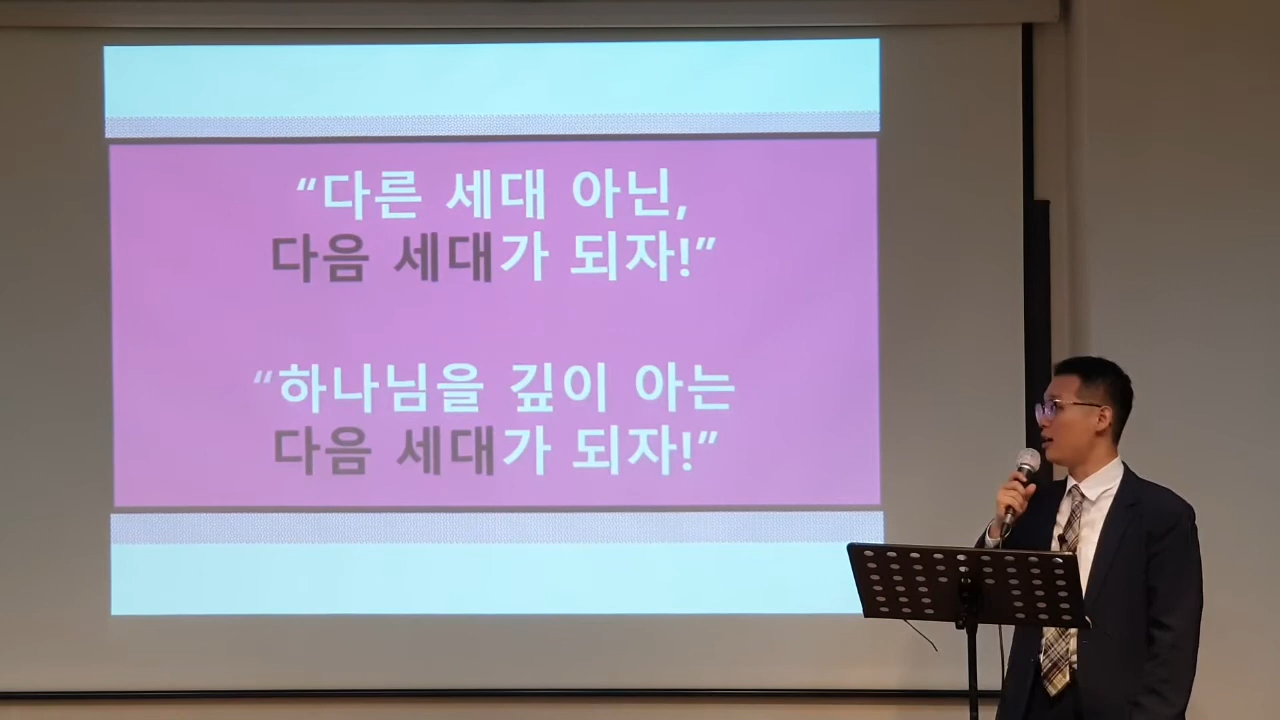 “다른 세대 아닌,
다음 세대가 되자!”
“하나님을 깊이 아는
다음 세대가 되자!”